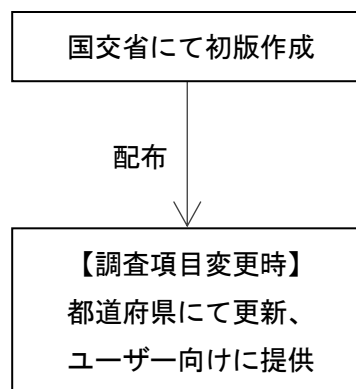 国交省にて初版作成
配布
【調査項目変更時】
都道府県にて更新、
ユーザー向けに提供